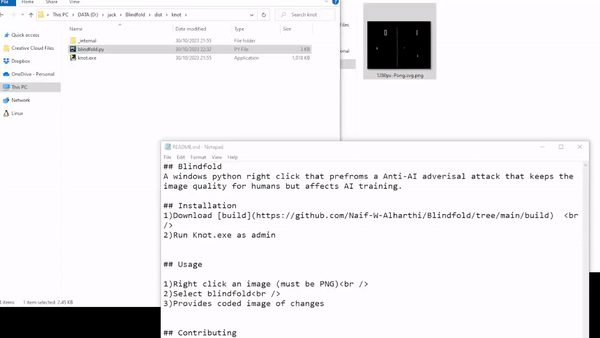 This PC > DATA (D:) > jack > Blindfold > dist > knot >
Search knot
Name
Date modified
Type
Size
Quick access
Creative Cloud Files
Dropbox
OneDrive - Personal
This PC
Network
Linux
_internal
30/10/2023 21:55
File folder
blindfold.py
30/10/2023 22:32
PY File
3 KB
knot.exe
30/10/2023 21:55
Application
1,019 KB
1 item selected 2.45 KB
1280px-Pong.svg.png
README.md - Notepad
File Edit Format View Help
## Blindfold
A windows python right click that prefroms a Anti-AI adverisal attack that keeps the
image quality for humans but affects AI training.
## Installation
1)Download [build](https://github.com/Naif-W-Alharthi/Blindfold/tree/main/build) <br
/>
2)Run Knot.exe as admin
## Usage
1)Right click an image (must be PNG)<br />
2)Select blindfold<br />
3)Provides coded image of changes
## Contributing